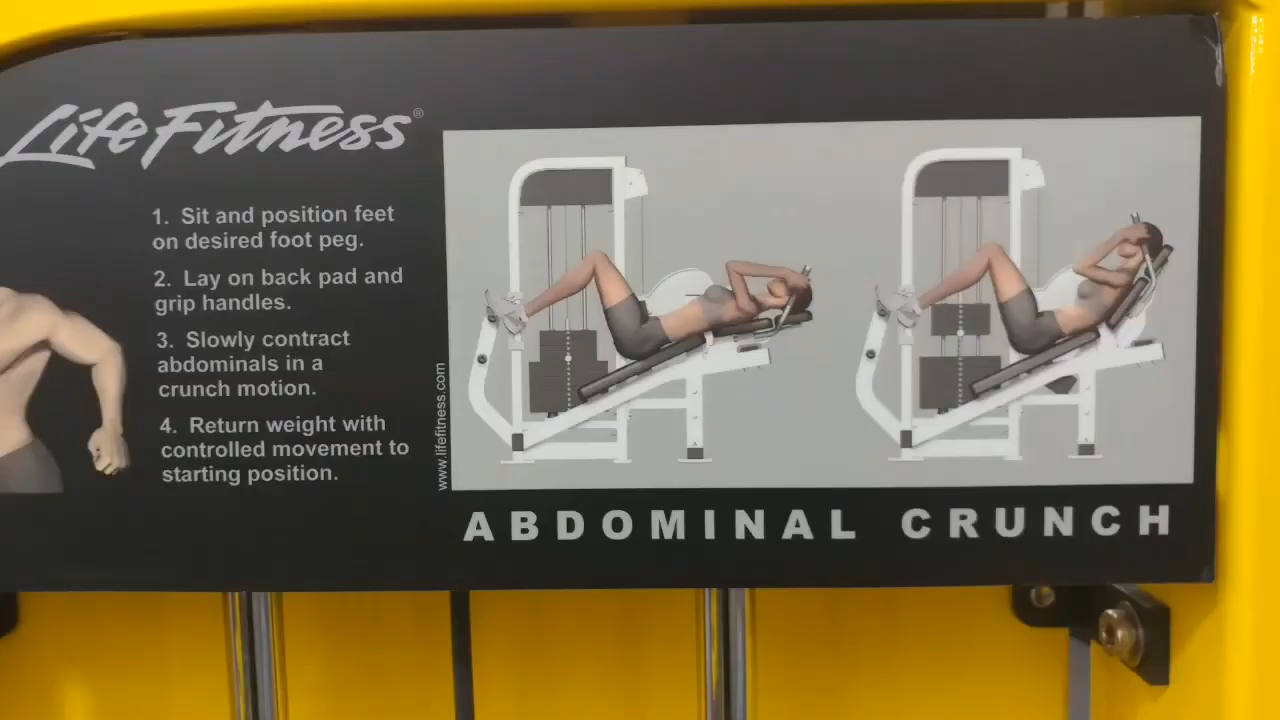 LifeFitness®
1. Sit and position feet
on desired foot peg.
2. Lay on back pad and
grip handles.
3. Slowly contract
abdominals in a
crunch motion.
4. Return weight with
controlled movement to
starting position.
www.lifefitness.com
ABDOMINAL CRUNCH